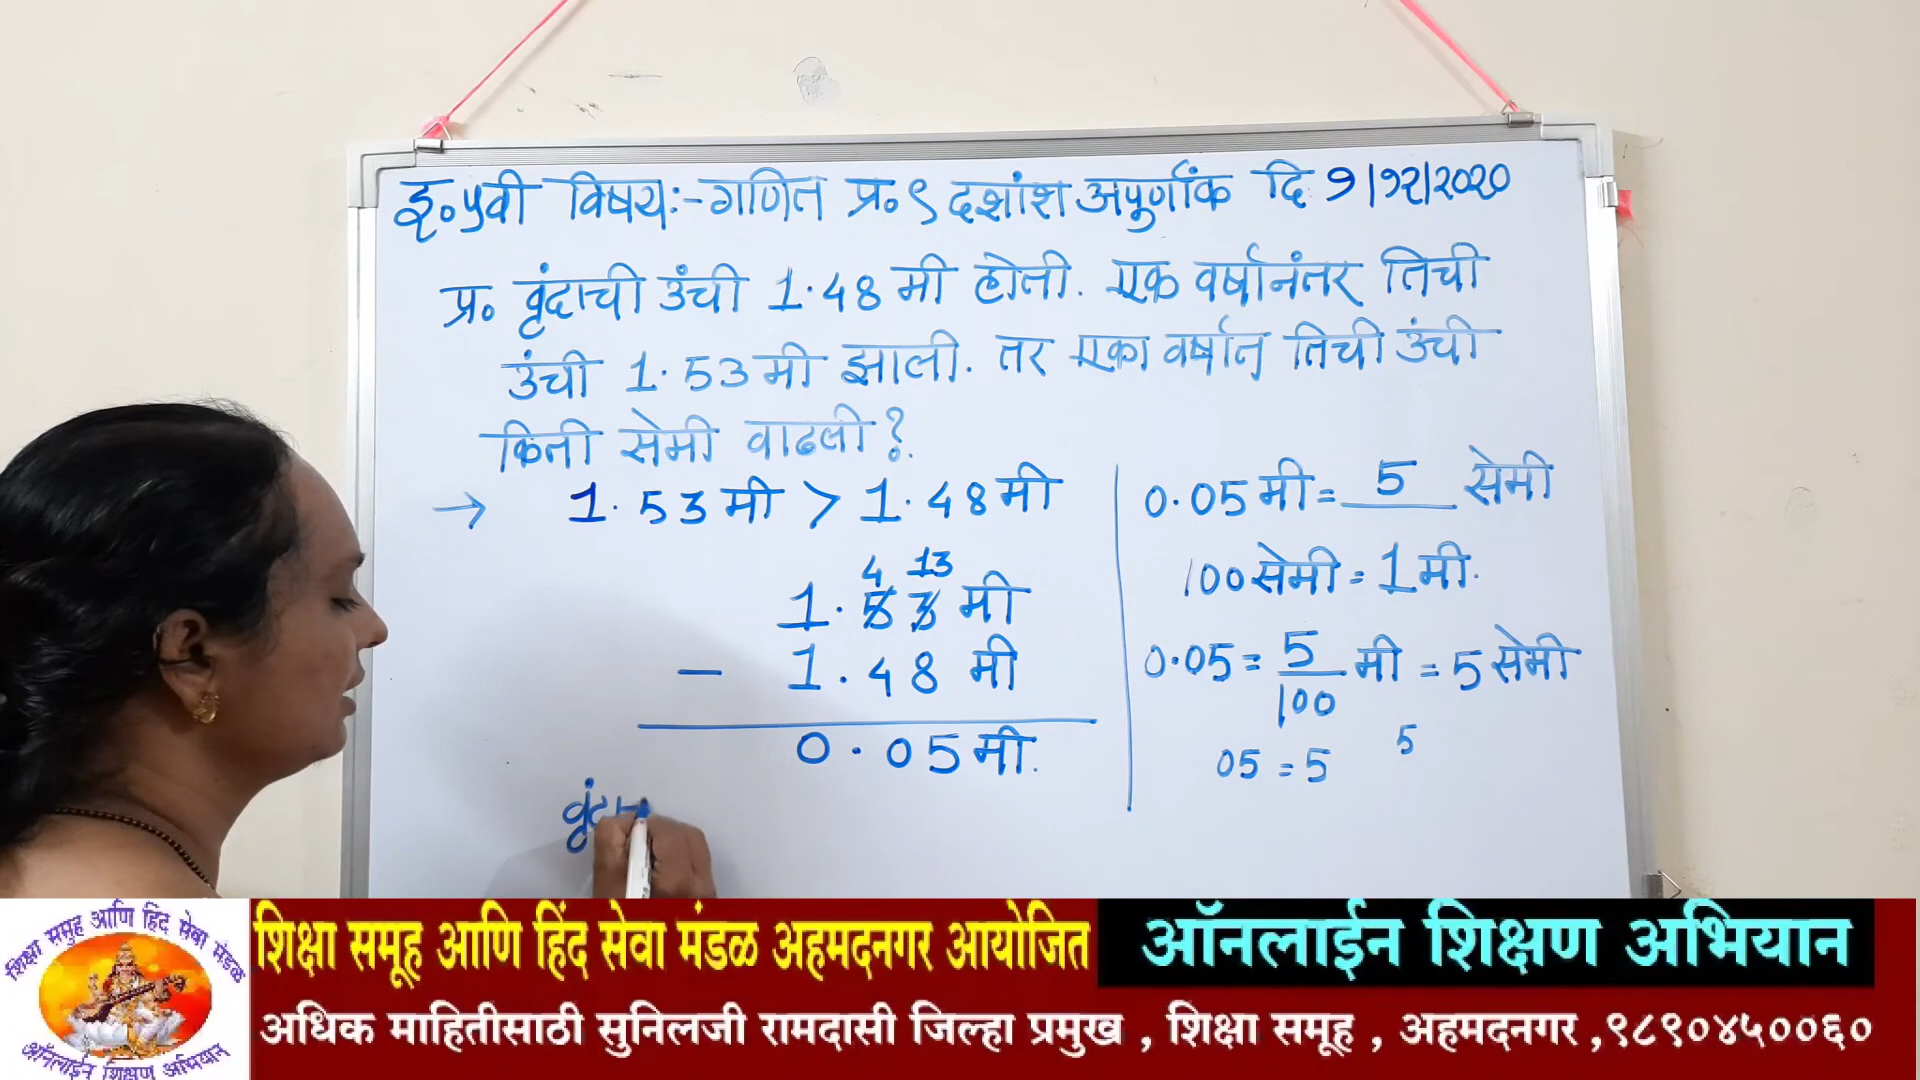 इ. ५वी विषय:- गणित प्र. ९ दशांश अपुर्णांक दि १/१२/२०२०
प्र. वृंदाची उंची 1.48 मी होती. एक वर्षानंतर तिची
उंची 1.53 मी झाली. तर एका वर्षात तिची उंची
किती सेमी वाढली?
→ 1.53 मी > 1.48 मी
4 13
1.53 मी
- 1.48 मी
0.05 मी.
वृंदा
0.05 मी = 5 सेमी
100 सेमी = 1 मी.
0.05 = 5/100 मी = 5 सेमी
05 = 5
5
शिक्षा समूह आणि हिंद सेवा मंडळ
ऑनलाईन शिक्षण अभियान
शिक्षा समूह आणि हिंद सेवा मंडळ अहमदनगर आयोजित
ऑनलाईन शिक्षण अभियान
अधिक माहितीसाठी सुनिलजी रामदासी जिल्हा प्रमुख , शिक्षा समूह , अहमदनगर ,९८९०४५००६०